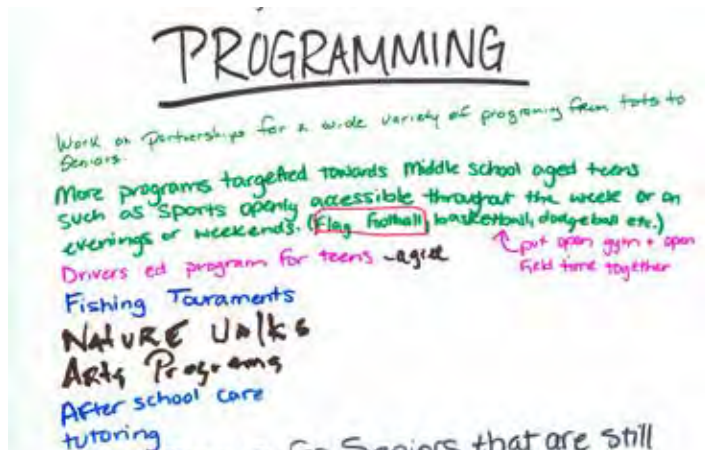 PROGRAMMING
Work on Partnerships for a wide variety of programing from tots to
Seniors.
More programs targetted towards Middle school aged teens
such as sports openly accessible throughout the week or on
evenings or weekends. (Flag football, basketball, dodgeball etc.)
put open gym + open
field time together
Drivers ed program for teens - agree
Fishing Touraments
NATURE WAlks
Arts Programs
After school care
tutoring
Seniors that are still